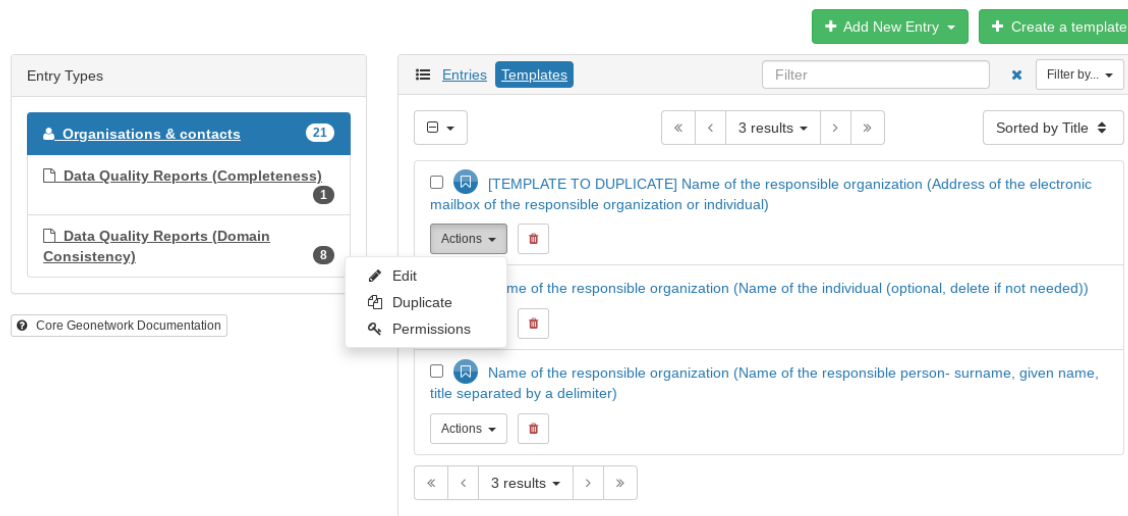 Add New Entry
Create a template
Entry Types
Entries
Templates
Filter
Filter by...
Organisations & contacts
21
Data Quality Reports (Completeness)
1
Data Quality Reports (Domain
Consistency)
8
Core Geonetwork Documentation
3 results
Sorted by Title
[TEMPLATE TO DUPLICATE] Name of the responsible organization (Address of the electronic
mailbox of the responsible organization or individual)
Actions
Edit
Duplicate
Permissions
me of the responsible organization (Name of the individual (optional, delete if not needed))
Name of the responsible organization (Name of the responsible person- surname, given name,
title separated by a delimiter)
Actions
3 results